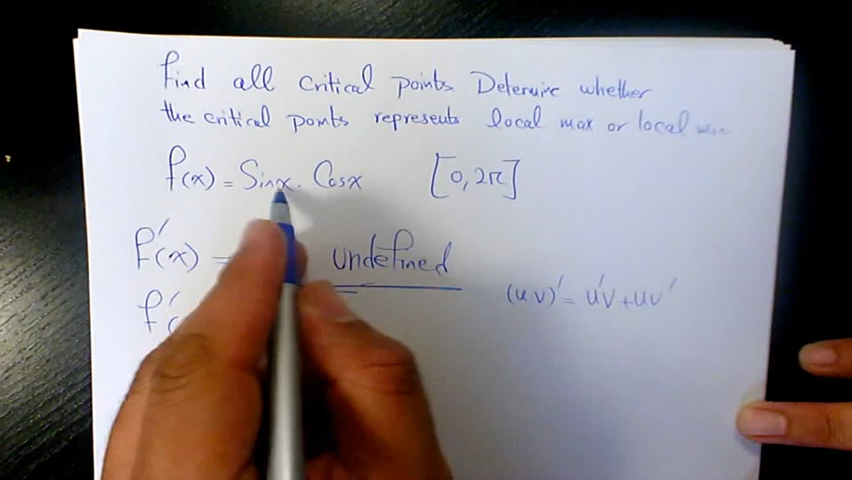 Find all critical points. Determine whether
the critical points represents local max or local min.
f(x) = Sinx. Cosx [0, 2π]
f'(x) = undefined
f'( (uv)' = u'v + uv'